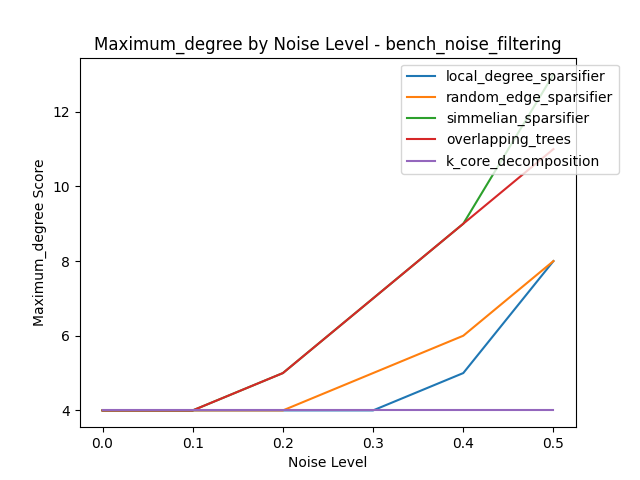 Maximum_degree by Noise Level - bench_noise_filtering
local_degree_sparsifier
random_edge_sparsifier
simmelian_sparsifier
overlapping_trees
k_core_decomposition
Maximum_degree Score
12
10
8
6
4
0.0 0.1 0.2 0.3 0.4 0.5
Noise Level